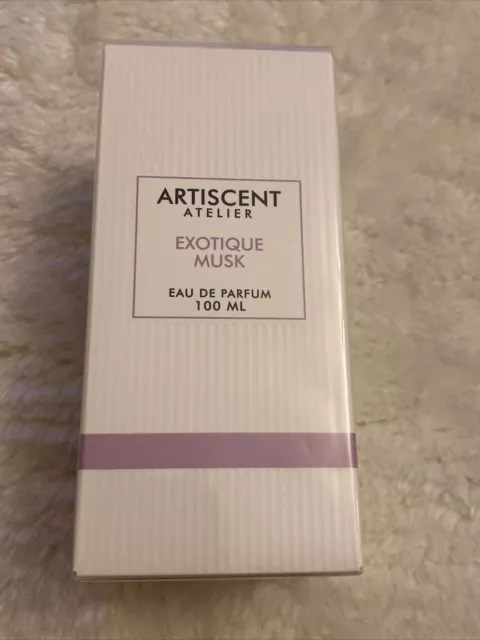 ARTISCENT
ATELIER
EXOTIQUE
MUSK
EAU DE PARFUM
100 ML